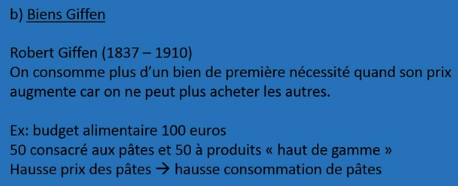 b) Biens Giffen
Robert Giffen (1837 – 1910)
On consomme plus d'un bien de première nécessité quand son prix
augmente car on ne peut plus acheter les autres.
Ex: budget alimentaire 100 euros
50 consacré aux pâtes et 50 à produits « haut de gamme »
Hausse prix des pâtes → hausse consommation de pâtes